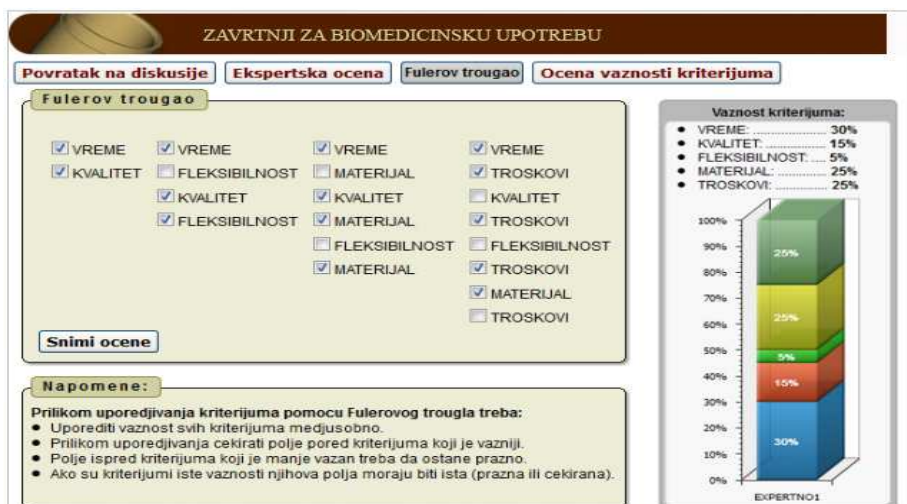 ZAVRTNJI ZA BIOMEDICINSKU UPOTREBU
Povratak na diskusije Ekspertska ocena Fulerov trougao Ocena vaznosti kriterijuma
Fulerov trougao
VREME VREME VREME VREME
KVALITET FLEKSIBILNOST MATERIJAL TROSKOVI
KVALITET KVALITET KVALITET
FLEKSIBILNOST MATERIJAL TROSKOVI
FLEKSIBILNOST FLEKSIBILNOST
MATERIJAL TROSKOVI
MATERIJAL
TROSKOVI
Snimi ocene
Napomene:
Prilikom uporedjivanja kriterijuma pomocu Fulerovog trougla treba:
Uporediti vaznost svih kriterijuma medjusobno.
Prilikom uporedjivanja cekirati polje pored kriterijuma koji je vazniji.
Polje ispred kriterijuma koji je manje vazan treba da ostane prazno.
Ako su kriterijumi iste vaznosti njihova polja moraju biti ista (prazna ili cekirana).
Vaznost kriterijuma:
VREME: .................... 30%
KVALITET: ................ 15%
FLEKSIBILNOST: .... 5%
MATERIJAL: ............. 25%
TROSKOVI: .............. 25%
100%
90%
80%
70%
60%
50%
40%
30%
20%
10%
0%
25%
25%
5%
15%
30%
EXPERTNO1